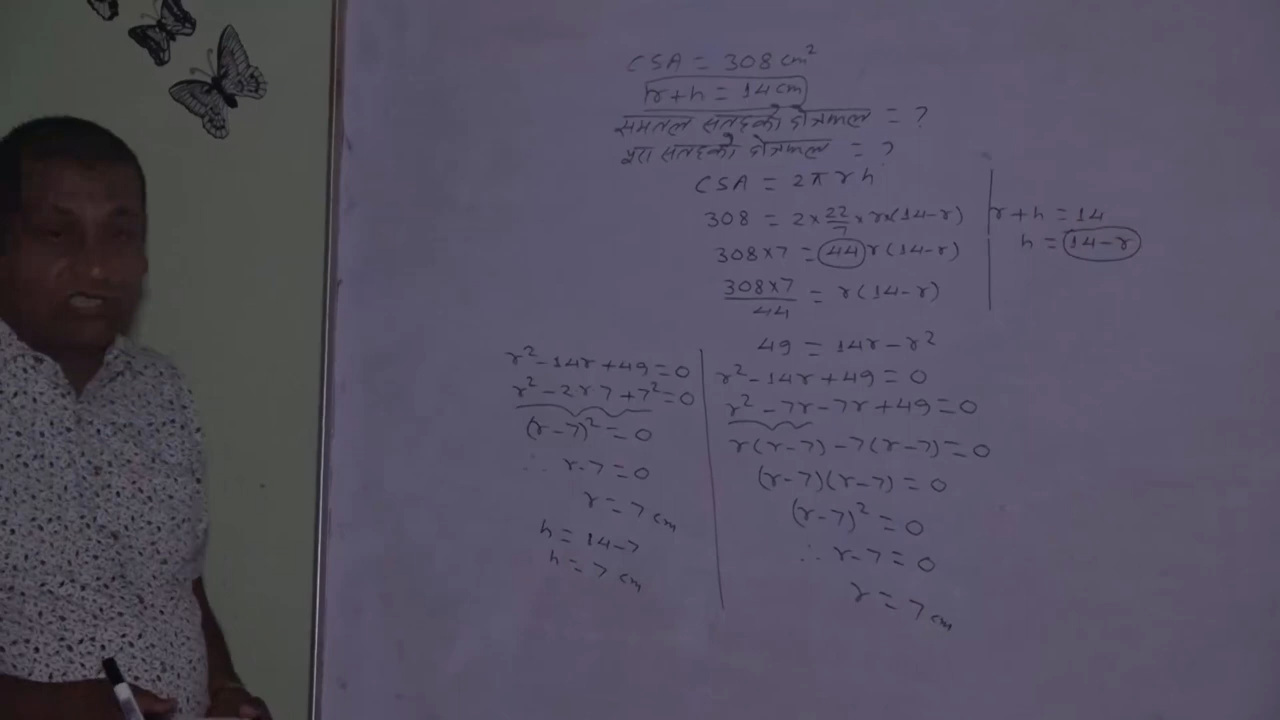 CSA = 308 cm²
r+h = 14 cm
समतल सतहको क्षेत्रफल = ?
पुरा सतहको क्षेत्रफल = ?
CSA = 2πrh
308 = 2 × 22/7 × r×(14-r)
308×7 = 44 r(14-r)
308×7/44 = r(14-r)
49 = 14r - r²
r² - 14r + 49 = 0
r² - 7r - 7r + 49 = 0
r(r-7) - 7(r-7) = 0
(r-7)(r-7) = 0
(r-7)² = 0
∴ r-7 = 0
r = 7 cm
r+h = 14
h = 14-r
r² - 14r + 49 = 0
r² - 2r7 + 7² = 0
(r-7)² = 0
∴ r-7 = 0
r = 7 cm
h = 14-7
h = 7 cm